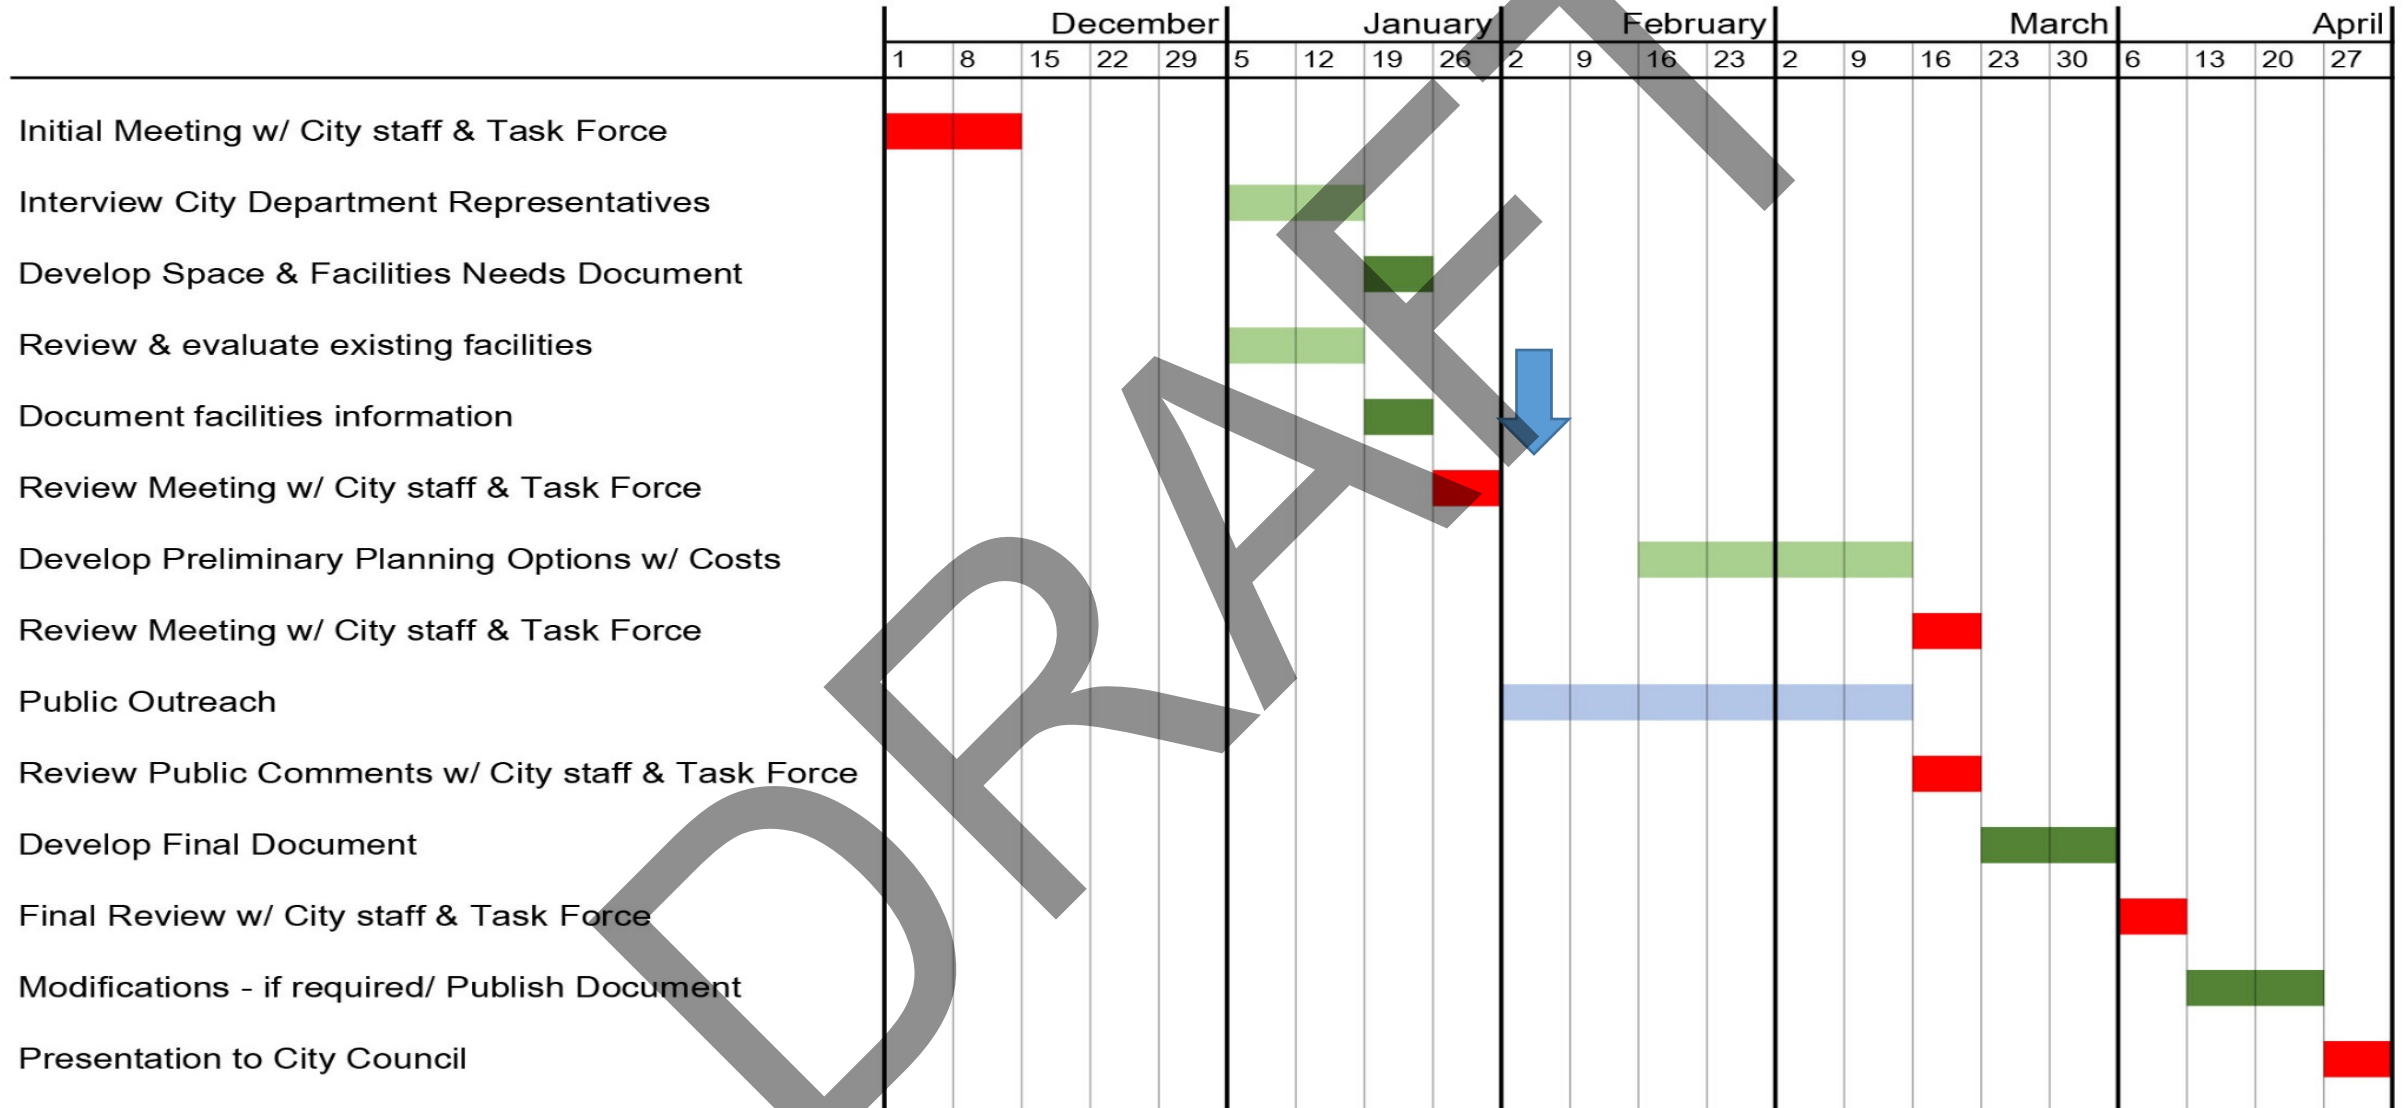 December January February March April
1 8 15 22 29 5 12 19 26 2 9 16 23 2 9 16 23 30 6 13 20 27
Initial Meeting w/ City staff & Task Force
Interview City Department Representatives
Develop Space & Facilities Needs Document
Review & evaluate existing facilities
Document facilities information
Review Meeting w/ City staff & Task Force
Develop Preliminary Planning Options w/ Costs
Review Meeting w/ City staff & Task Force
Public Outreach
Review Public Comments w/ City staff & Task Force
Develop Final Document
Final Review w/ City staff & Task Force
Modifications - if required/ Publish Document
Presentation to City Council
DRAFT